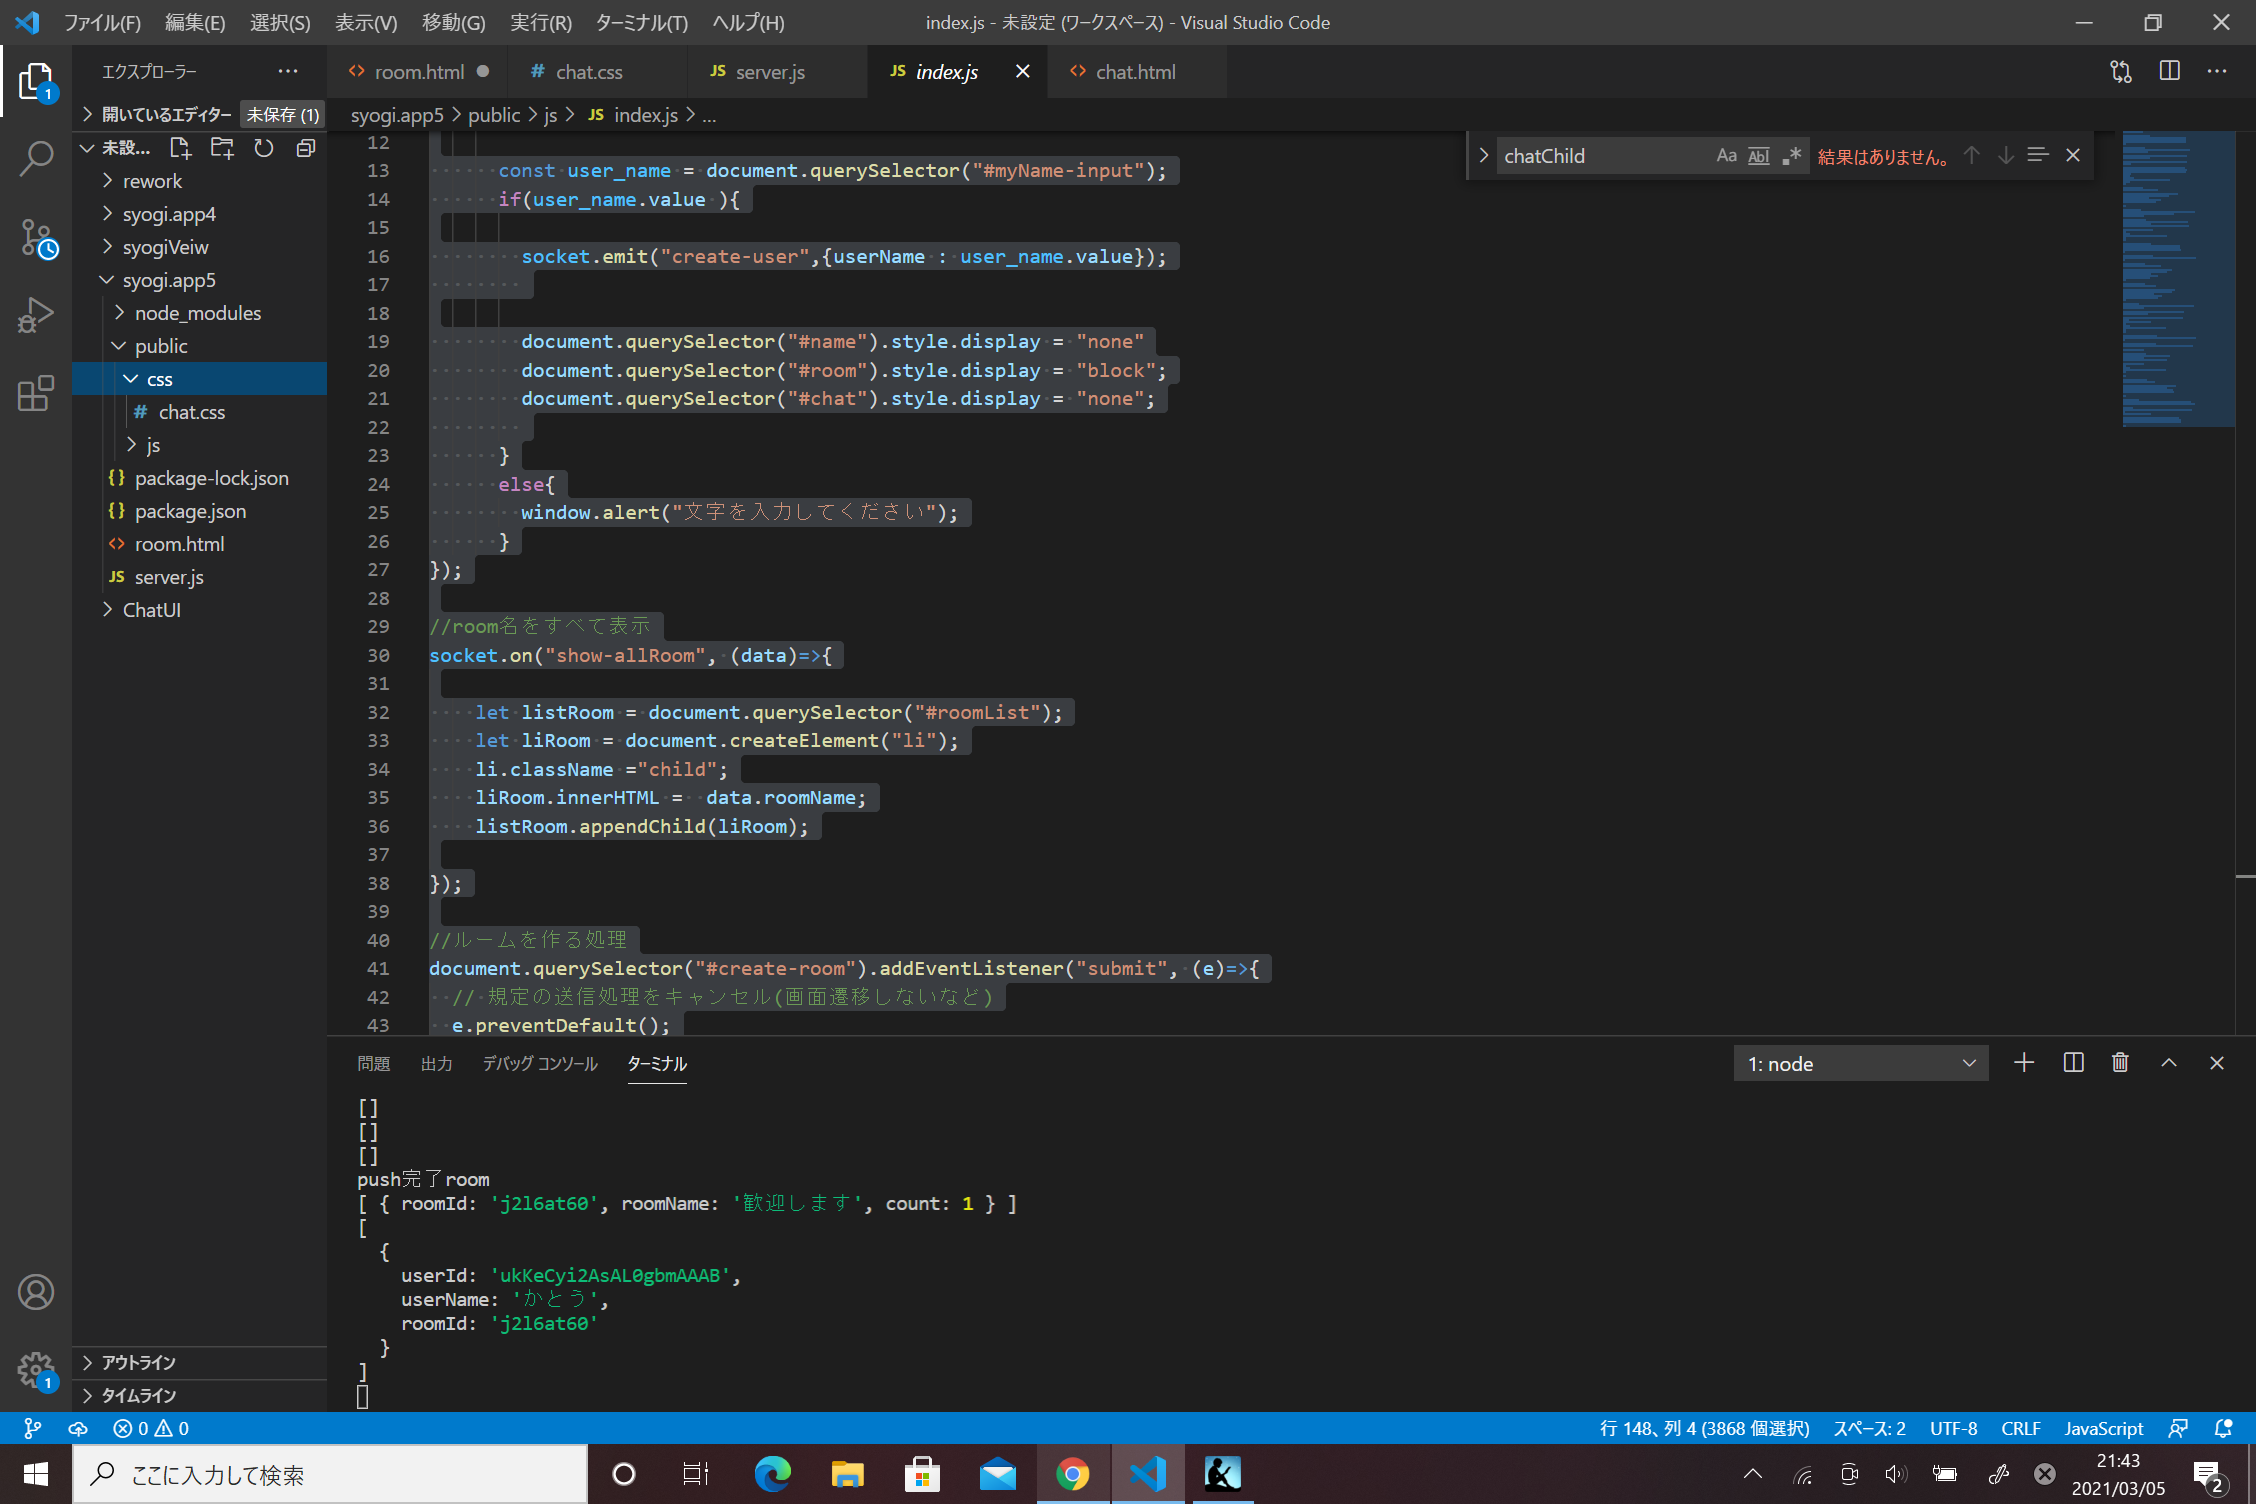 ファイル(F) 編集(E) 選択(S) 表示(V) 移動(G) 実行(R) ターミナル(T) ヘルプ(H) index.js - 未設定 (ワークスペース) - Visual Studio Code
エクスプローラー ···
room.html chat.css JS server.js JS index.js chat.html
開いているエディター 未保存 (1)
syogi.app5 > public > js > JS index.js > ...
未設...
rework
syogi.app4
syogiVeiw
syogi.app5
node_modules
public
css
# chat.css
js
{} package-lock.json
{} package.json
<> room.html
JS server.js
ChatUI
アウトライン
タイムライン
chatChild Aa Abl .* 結果はありません。
12
13 const user_name = document.querySelector("#myName-input");
14 if(user_name.value ){
15
16 socket.emit("create-user",{userName : user_name.value});
17
18
19 document.querySelector("#name").style.display = "none"
20 document.querySelector("#room").style.display = "block";
21 document.querySelector("#chat").style.display = "none";
22
23 }
24 else{
25 window.alert("文字を入力してください");
26 }
27 });
28
29 //room名をすべて表示
30 socket.on("show-allRoom", (data)=>{
31
32 let listRoom = document.querySelector("#roomList");
33 let liRoom = document.createElement("li");
34 li.className ="child";
35 liRoom.innerHTML =  data.roomName;
36 listRoom.appendChild(liRoom);
37
38 });
39
40 //ルームを作る処理
41 document.querySelector("#create-room").addEventListener("submit", (e)=>{
42 // 規定の送信処理をキャンセル(画面遷移しないなど)
43 e.preventDefault();
問題 出力 デバッグ コンソール ターミナル 1: node
[]
[]
[]
push完了room
[ { roomId: 'j2l6at60', roomName: '歓迎します', count: 1 } ]
[
{
userId: 'ukKeCyi2AsAL0gbmAAAB',
userName: 'かとう',
roomId: 'j2l6at60'
}
]
0 0 行 148、列 4 (3868 個選択) スペース: 2 UTF-8 CRLF JavaScript
ここに入力して検索
21:43
2021/03/05
2